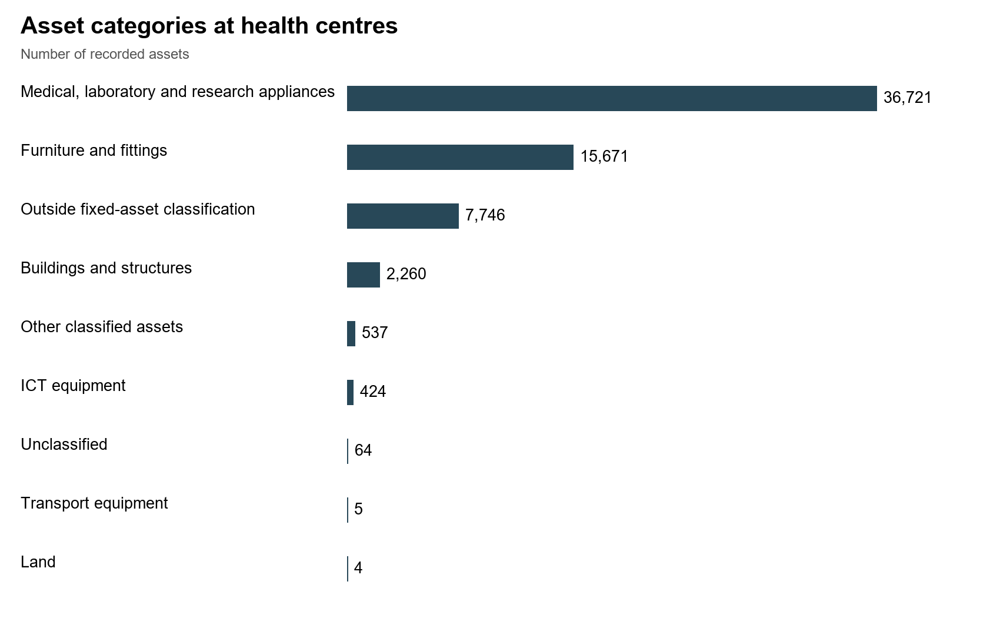 Asset categories at health centres
Number of recorded assets
Medical, laboratory and research appliances 36,721
Furniture and fittings 15,671
Outside fixed-asset classification 7,746
Buildings and structures 2,260
Other classified assets 537
ICT equipment 424
Unclassified 64
Transport equipment 5
Land 4